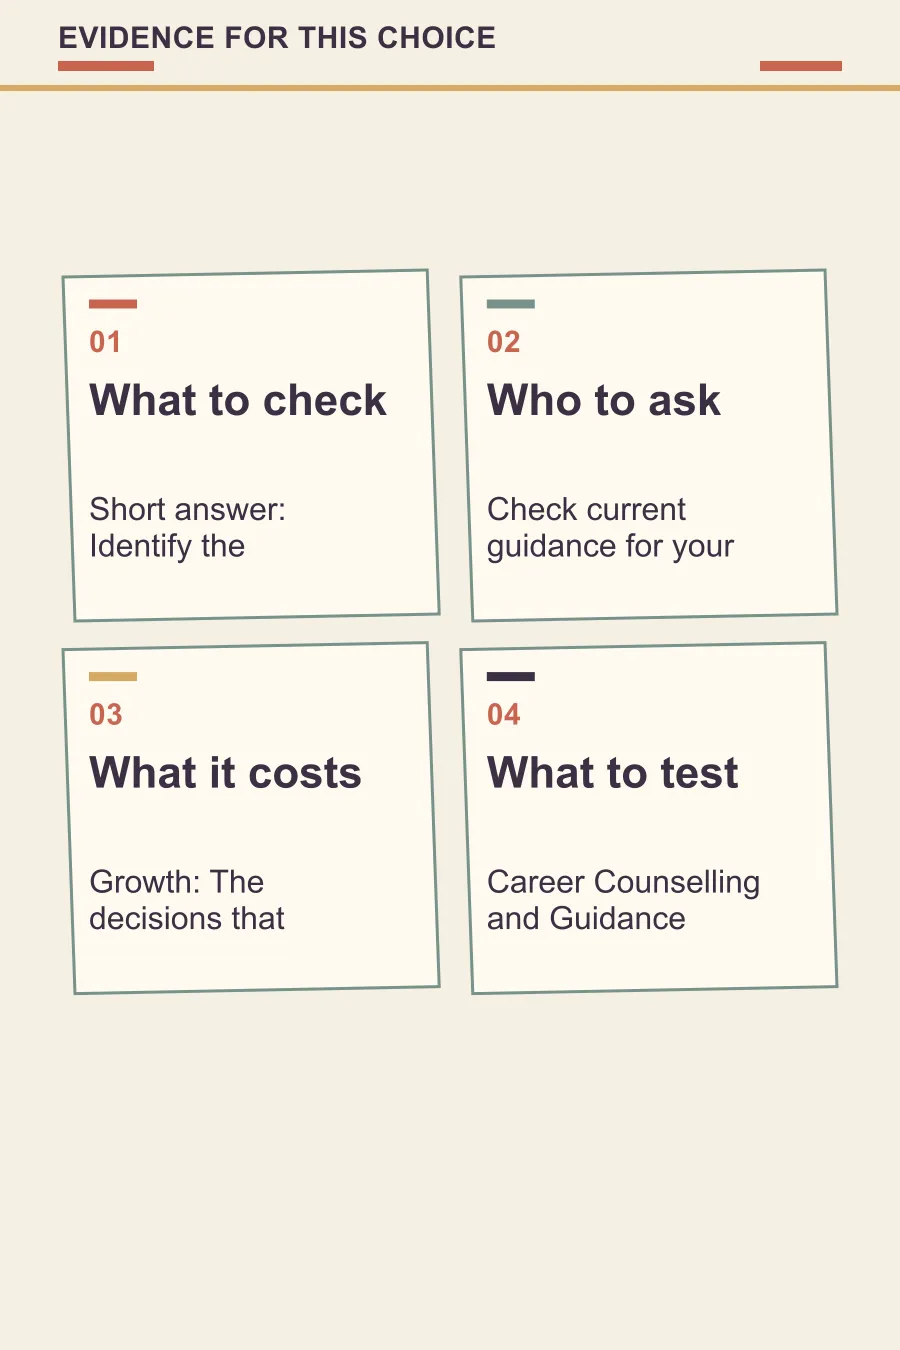 EVIDENCE FOR THIS CHOICE
01
What to check
Short answer:
Identify the
02
Who to ask
Check current
guidance for your
03
What it costs
Growth: The
decisions that
04
What to test
Career Counselling
and Guidance